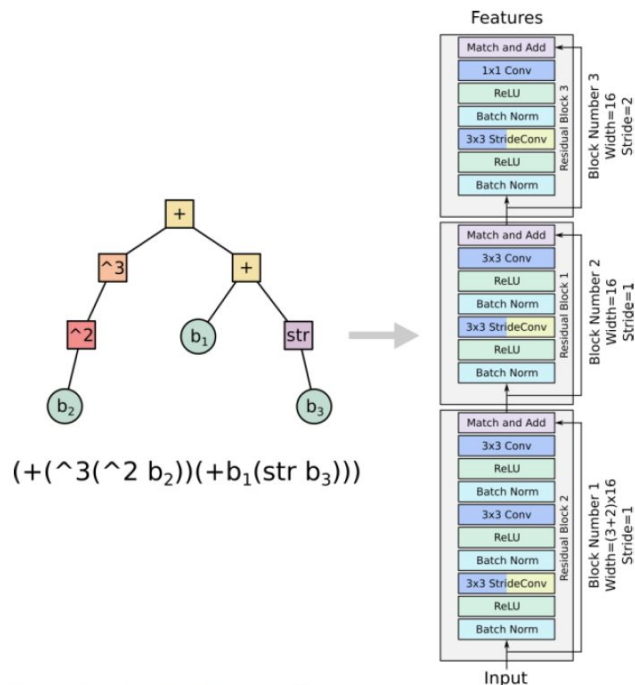 +
^3
+
^2
b₁
str
b₂
b₃
(+(^3(^2 b₂))(+b₁(str b₃)))
Features
Match and Add
1x1 Conv
ReLU
Batch Norm
3x3 StrideConv
ReLU
Batch Norm
Residual Block 3
Block Number 3
Width=16
Stride=2
Match and Add
3x3 Conv
ReLU
Batch Norm
3x3 StrideConv
ReLU
Batch Norm
Residual Block 1
Block Number 2
Width=16
Stride=1
Match and Add
3x3 Conv
ReLU
Batch Norm
3x3 Conv
ReLU
Batch Norm
3x3 StrideConv
ReLU
Batch Norm
Residual Block 2
Block Number 1
Width=(3+2)x16
Stride=1
Input